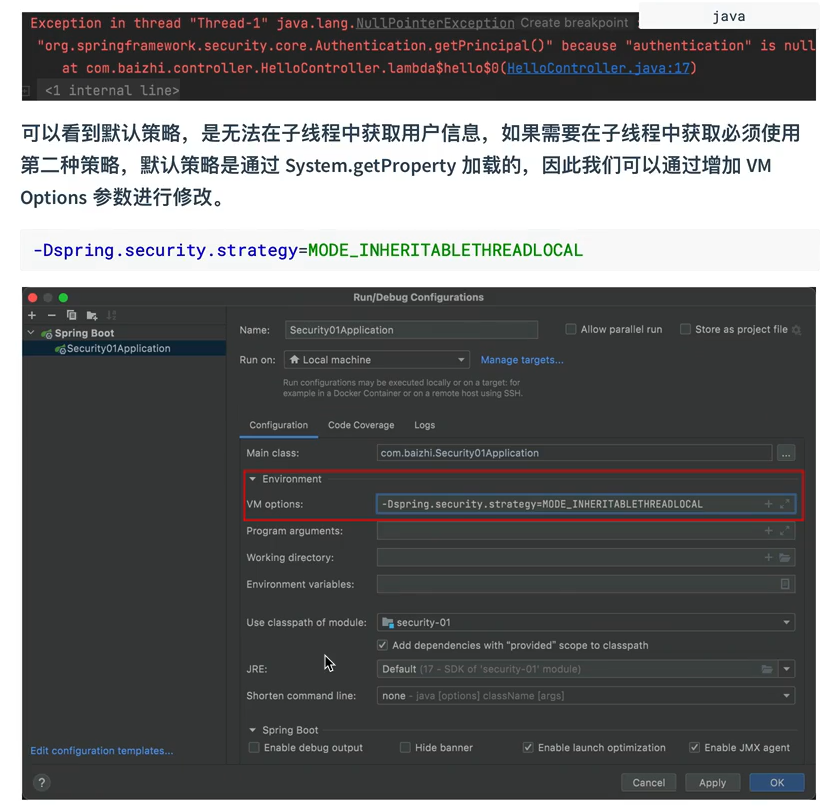 java
Exception in thread "Thread-1" java.lang.NullPointerException Create breakpoint
"org.springframework.security.core.Authentication.getPrincipal()" because "authentication" is null
at com.baizhi.controller.HelloController.lambda$hello$0(HelloController.java:17)
<1 internal line>
可以看到默认策略，是无法在子线程中获取用户信息，如果需要在子线程中获取必须使用
第二种策略，默认策略是通过 System.getProperty 加载的，因此我们可以通过增加 VM
Options 参数进行修改。
-Dspring.security.strategy=MODE_INHERITABLETHREADLOCAL
Run/Debug Configurations
Spring Boot
Security01Application
Name: Security01Application Allow parallel run Store as project file
Run on: Local machine Manage targets...
Run configurations may be executed locally or on a target: for
example in a Docker Container or on a remote host using SSH.
Configuration Code Coverage Logs
Main class: com.baizhi.Security01Application ...
Environment
VM options: -Dspring.security.strategy=MODE_INHERITABLETHREADLOCAL
Program arguments:
Working directory:
Environment variables:
Use classpath of module: security-01
Add dependencies with "provided" scope to classpath
JRE: Default (17 - SDK of 'security-01' module)
Shorten command line: none - java [options] className [args]
Spring Boot
Enable debug output Hide banner Enable launch optimization Enable JMX agent
Edit configuration templates...
? Cancel Apply OK